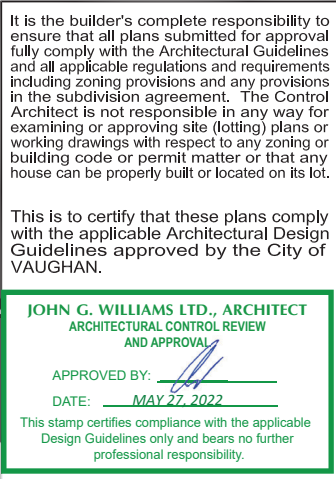 It is the builder's complete responsibility to
ensure that all plans submitted for approval
fully comply with the Architectural Guidelines
and all applicable regulations and requirements
including zoning provisions and any provisions
in the subdivision agreement. The Control
Architect is not responsible in any way for
examining or approving site (lotting) plans or
working drawings with respect to any zoning or
building code or permit matter or that any
house can be properly built or located on its lot.
This is to certify that these plans comply
with the applicable Architectural Design
Guidelines approved by the City of
VAUGHAN.
JOHN G. WILLIAMS LTD., ARCHITECT
ARCHITECTURAL CONTROL REVIEW
AND APPROVAL
APPROVED BY:
DATE: MAY 27, 2022
This stamp certifies compliance with the applicable
Design Guidelines only and bears no further
professional responsibility.